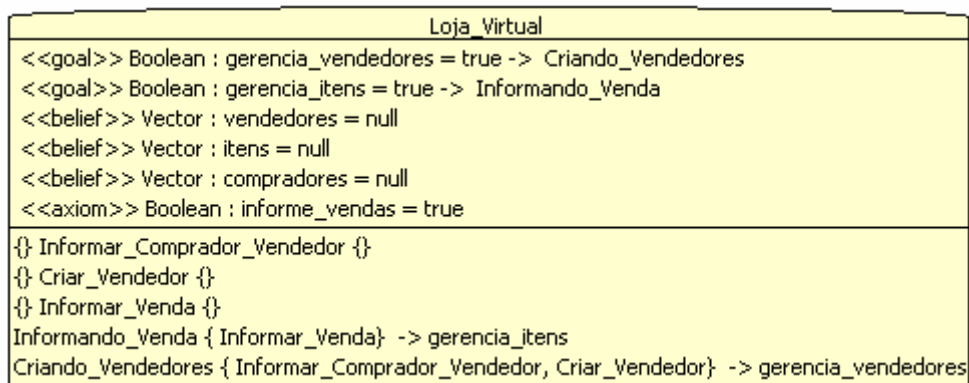 Loja_Virtual
<<goal>> Boolean : gerencia_vendedores = true -> Criando_Vendedores
<<goal>> Boolean : gerencia_itens = true -> Informando_Venda
<<belief>> Vector : vendedores = null
<<belief>> Vector : itens = null
<<belief>> Vector : compradores = null
<<axiom>> Boolean : informe_vendas = true
{} Informar_Comprador_Vendedor {}
{} Criar_Vendedor {}
{} Informar_Venda {}
Informando_Venda { Informar_Venda} -> gerencia_itens
Criando_Vendedores { Informar_Comprador_Vendedor, Criar_Vendedor} -> gerencia_vendedores